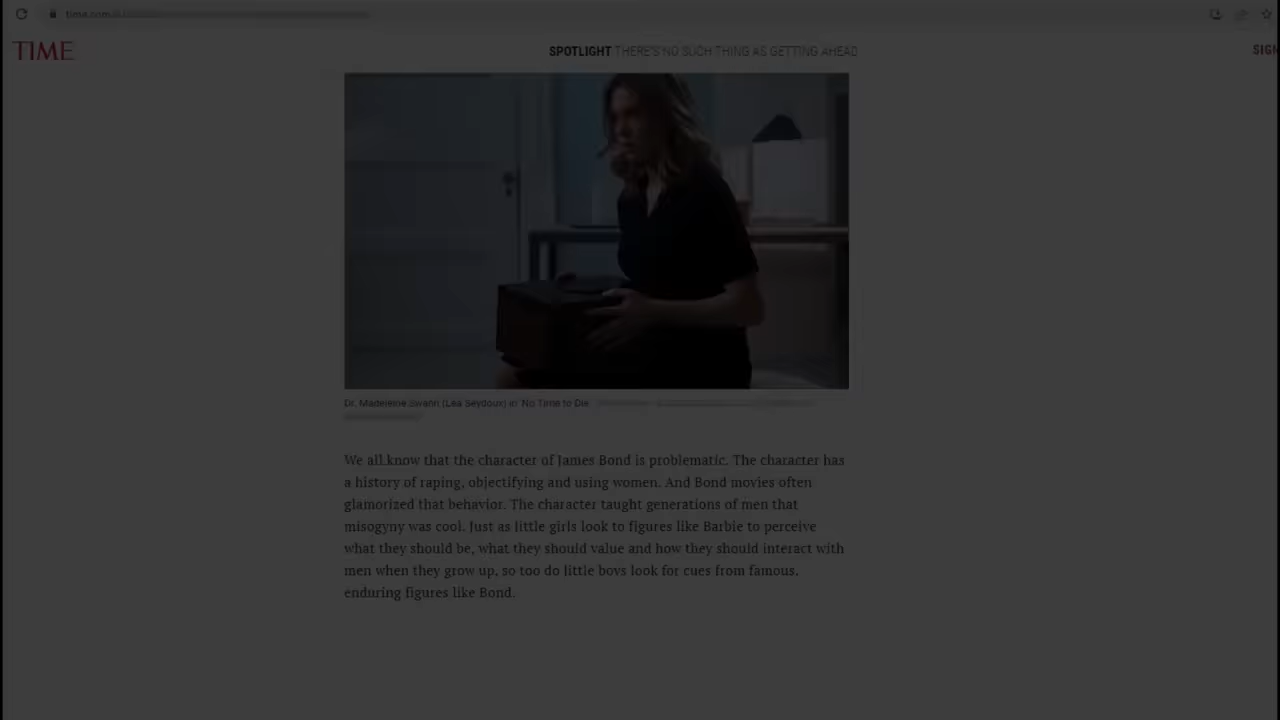 time.com
TIME
SPOTLIGHT THERE'S NO SUCH THING AS GETTING AHEAD
SIGN
Dr. Madeleine Swann (Léa Seydoux) in 'No Time to Die
We all know that the character of James Bond is problematic. The character has
a history of raping, objectifying and using women. And Bond movies often
glamorized that behavior. The character taught generations of men that
misogyny was cool. Just as little girls look to figures like Barbie to perceive
what they should be, what they should value and how they should interact with
men when they grow up, so too do little boys look for cues from famous,
enduring figures like Bond.